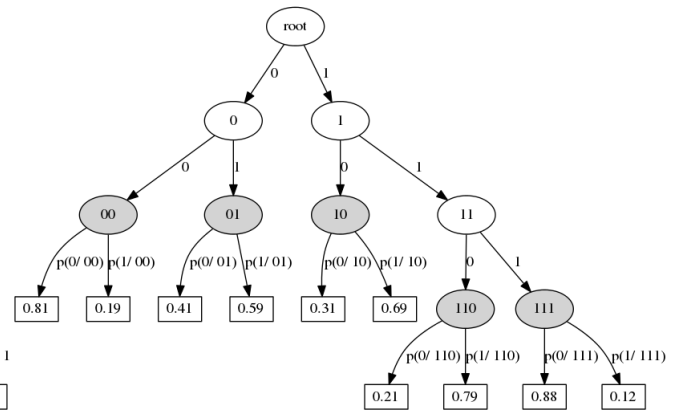 root
0 1
0 1
0 1 0 1
00 01 10 11
p(0/ 00) p(1/ 00) p(0/ 01) p(1/ 01) p(0/ 10) p(1/ 10) 0 1
0.81 0.19 0.41 0.59 0.31 0.69 110 111
1 p(0/ 110) p(1/ 110) p(0/ 111) p(1/ 111)
0.21 0.79 0.88 0.12